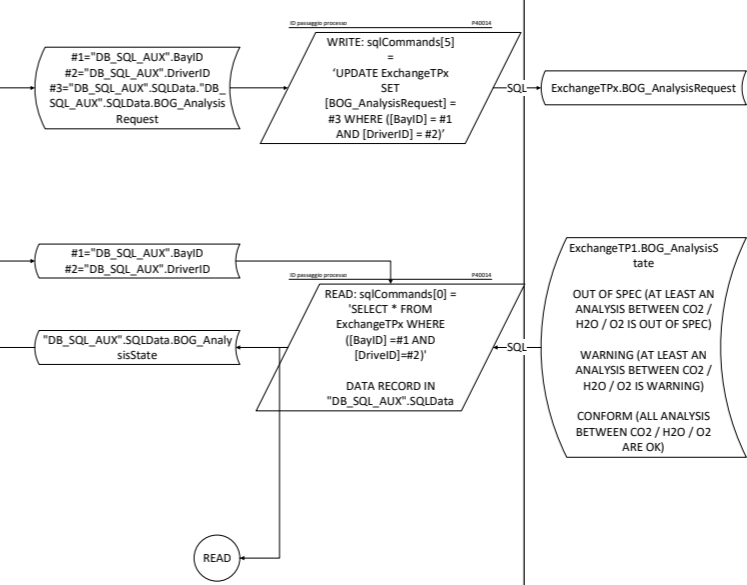 ID passaggio processo P40014
#1="DB_SQL_AUX".BayID
#2="DB_SQL_AUX".DriverID
#3="DB_SQL_AUX".SQLData."DB_
SQL_AUX".SQLData.BOG_Analysis
Request
WRITE: sqlCommands[5]
=
'UPDATE ExchangeTPx
SET
[BOG_AnalysisRequest] =
#3 WHERE ([BayID] = #1
AND [DriverID] = #2)'
SQL
ExchangeTPx.BOG_AnalysisRequest
#1="DB_SQL_AUX".BayID
#2="DB_SQL_AUX".DriverID
ID passaggio processo P40014
READ: sqlCommands[0] =
'SELECT * FROM
ExchangeTPx WHERE
([BayID] =#1 AND
[DriveID]=#2)'
DATA RECORD IN
"DB_SQL_AUX".SQLData
"DB_SQL_AUX".SQLData.BOG_Analy
sisState
SQL
ExchangeTP1.BOG_AnalysisS
tate
OUT OF SPEC (AT LEAST AN
ANALYSIS BETWEEN CO2 /
H2O / O2 IS OUT OF SPEC)
WARNING (AT LEAST AN
ANALYSIS BETWEEN CO2 /
H2O / O2 IS WARNING)
CONFORM (ALL ANALYSIS
BETWEEN CO2 / H2O / O2
ARE OK)
READ